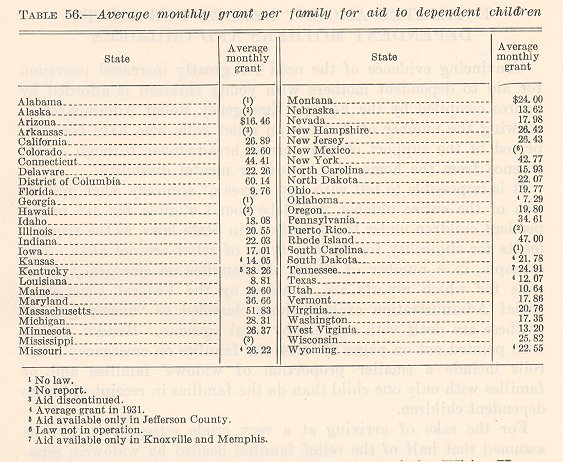 TABLE 56.—Average monthly grant per family for aid to dependent children
State
Average
monthly
grant
Alabama (1)
Alaska (2)
Arizona $16.46
Arkansas (3)
California 26.89
Colorado 22.60
Connecticut 44.41
Delaware 22.26
District of Columbia 60.14
Florida 9.76
Georgia (1)
Hawaii (2)
Idaho 18.08
Illinois 20.55
Indiana 22.03
Iowa 17.01
Kansas 4 14.05
Kentucky 5 38.26
Louisiana 8.81
Maine 29.60
Maryland 36.66
Massachusetts 51.83
Michigan 28.31
Minnesota 26.37
Mississippi (3)
Missouri 4 26.22
State
Average
monthly
grant
Montana $24.00
Nebraska 13.62
Nevada 17.98
New Hampshire 26.42
New Jersey 26.43
New Mexico (6)
New York 42.77
North Carolina 15.93
North Dakota 22.07
Ohio 19.77
Oklahoma 4 7.29
Oregon 19.80
Pennsylvania 34.61
Puerto Rico (2)
Rhode Island 47.00
South Carolina (1)
South Dakota 4 21.78
Tennessee 7 24.91
Texas 4 12.07
Utah 10.64
Vermont 17.86
Virginia 20.76
Washington 17.35
West Virginia 13.20
Wisconsin 25.82
Wyoming 4 22.55
1 No law.
2 No report.
3 Aid discontinued.
4 Average grant in 1931.
5 Aid available only in Jefferson County.
6 Law not in operation.
7 Aid available only in Knoxville and Memphis.